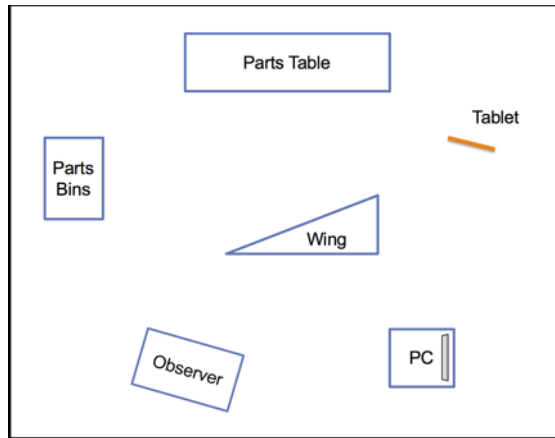 Parts Table
Tablet
Parts
Bins
Wing
Observer
PC